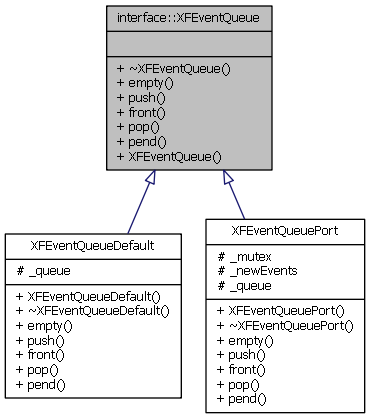 interface::XFEventQueue
+ ~XFEventQueue()
+ empty()
+ push()
+ front()
+ pop()
+ pend()
+ XFEventQueue()
XFEventQueueDefault
# _queue
+ XFEventQueueDefault()
+ ~XFEventQueueDefault()
+ empty()
+ push()
+ front()
+ pop()
+ pend()
XFEventQueuePort
# _mutex
# _newEvents
# _queue
+ XFEventQueuePort()
+ ~XFEventQueuePort()
+ empty()
+ push()
+ front()
+ pop()
+ pend()